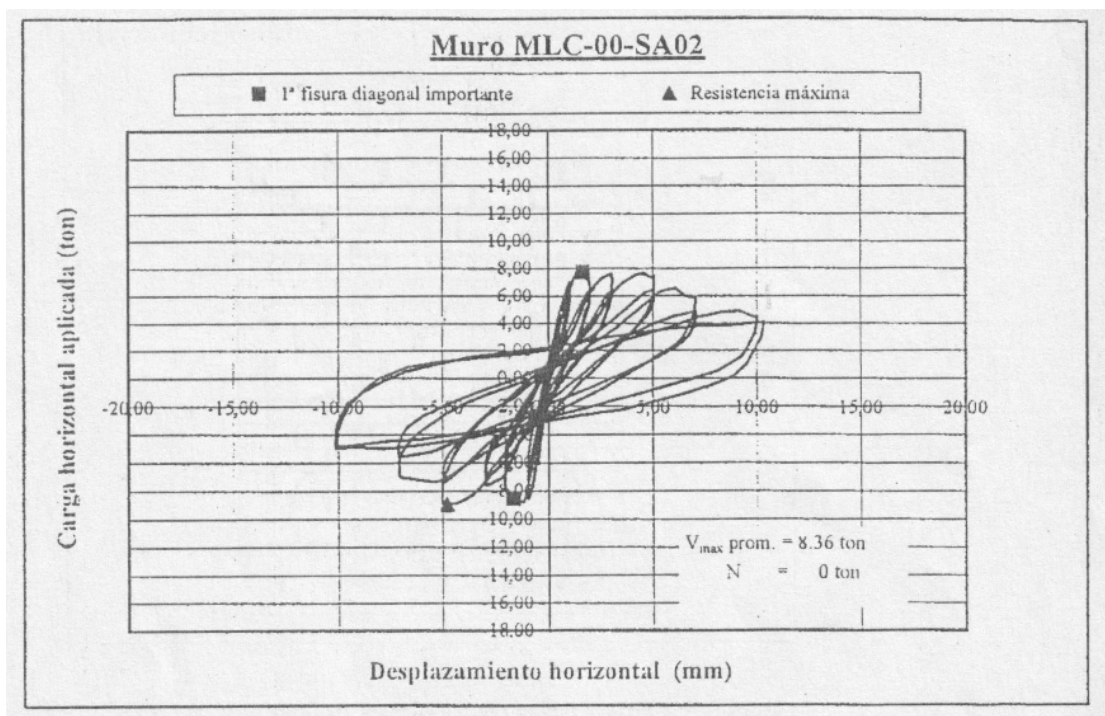 Muro MLC-00-SA02
■ 1ª fisura diagonal importante ▲ Resistencia máxima
18,00
16,00
14,00
12,00
10,00
8,00
6,00
4,00
2,00
0,00
-20,00 -15,00 -10,00 -5,00 -2,00 5,00 10,00 15,00 20,00
-10,00
-12,00
-14,00
-16,00
18,00
Carga horizontal aplicada (ton)
Vmax prom. = 8.36 ton
N = 0 ton
Desplazamiento horizontal (mm)